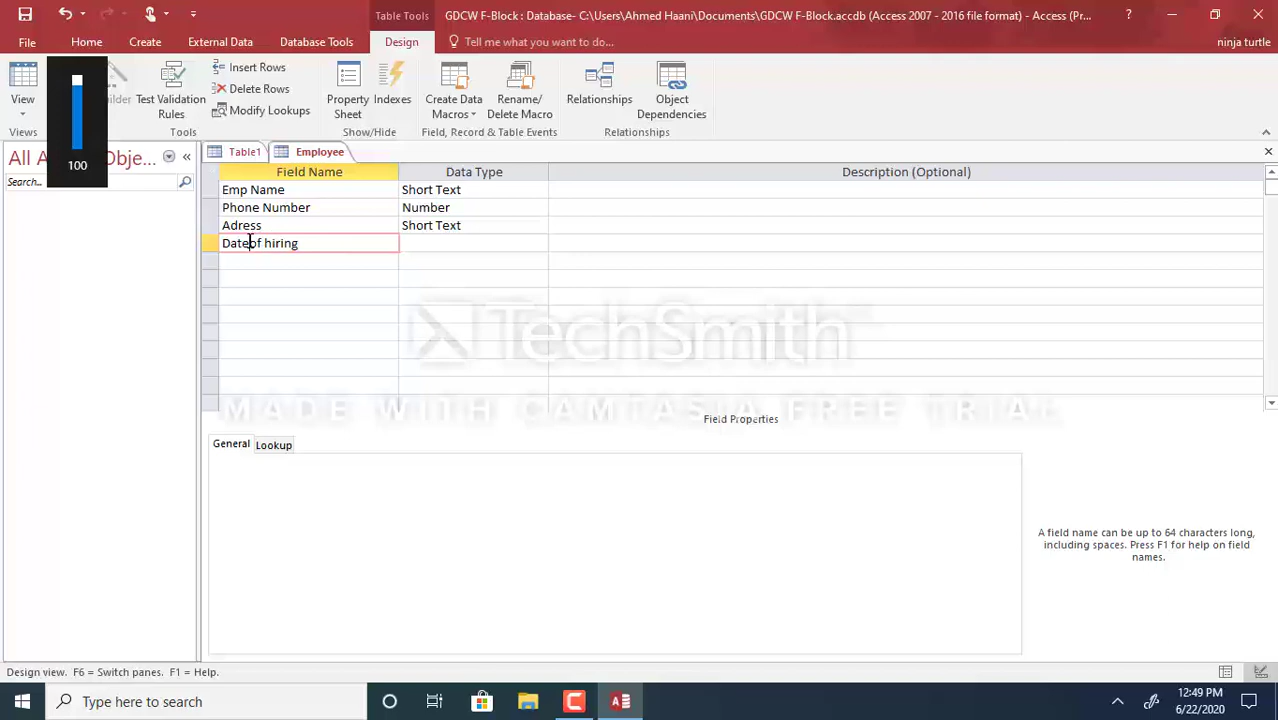 Table Tools
GDCW F-Block : Database- C:\Users\Ahmed Haani\Documents\GDCW F-Block.accdb (Access 2007 - 2016 file format) - Access (Pr...
?
File
Home
Create
External Data
Database Tools
Design
Tell me what you want to do...
ninja turtle
View
Test Validation
Rules
Insert Rows
Delete Rows
Modify Lookups
Property
Sheet
Indexes
Create Data
Macros
Rename/
Delete Macro
Relationships
Object
Dependencies
Views
Tools
Show/Hide
Field, Record & Table Events
Relationships
100
Search...
Table1
Employee
Field Name
Data Type
Description (Optional)
Emp Name
Short Text
Phone Number
Number
Adress
Short Text
Date of hiring
TechSmith
MADE WITH CAMTASIA FREE TRIAL
Field Properties
General
Lookup
A field name can be up to 64 characters long,
including spaces. Press F1 for help on field
names.
Design view. F6 = Switch panes. F1 = Help.
Type here to search
12:49 PM
6/22/2020